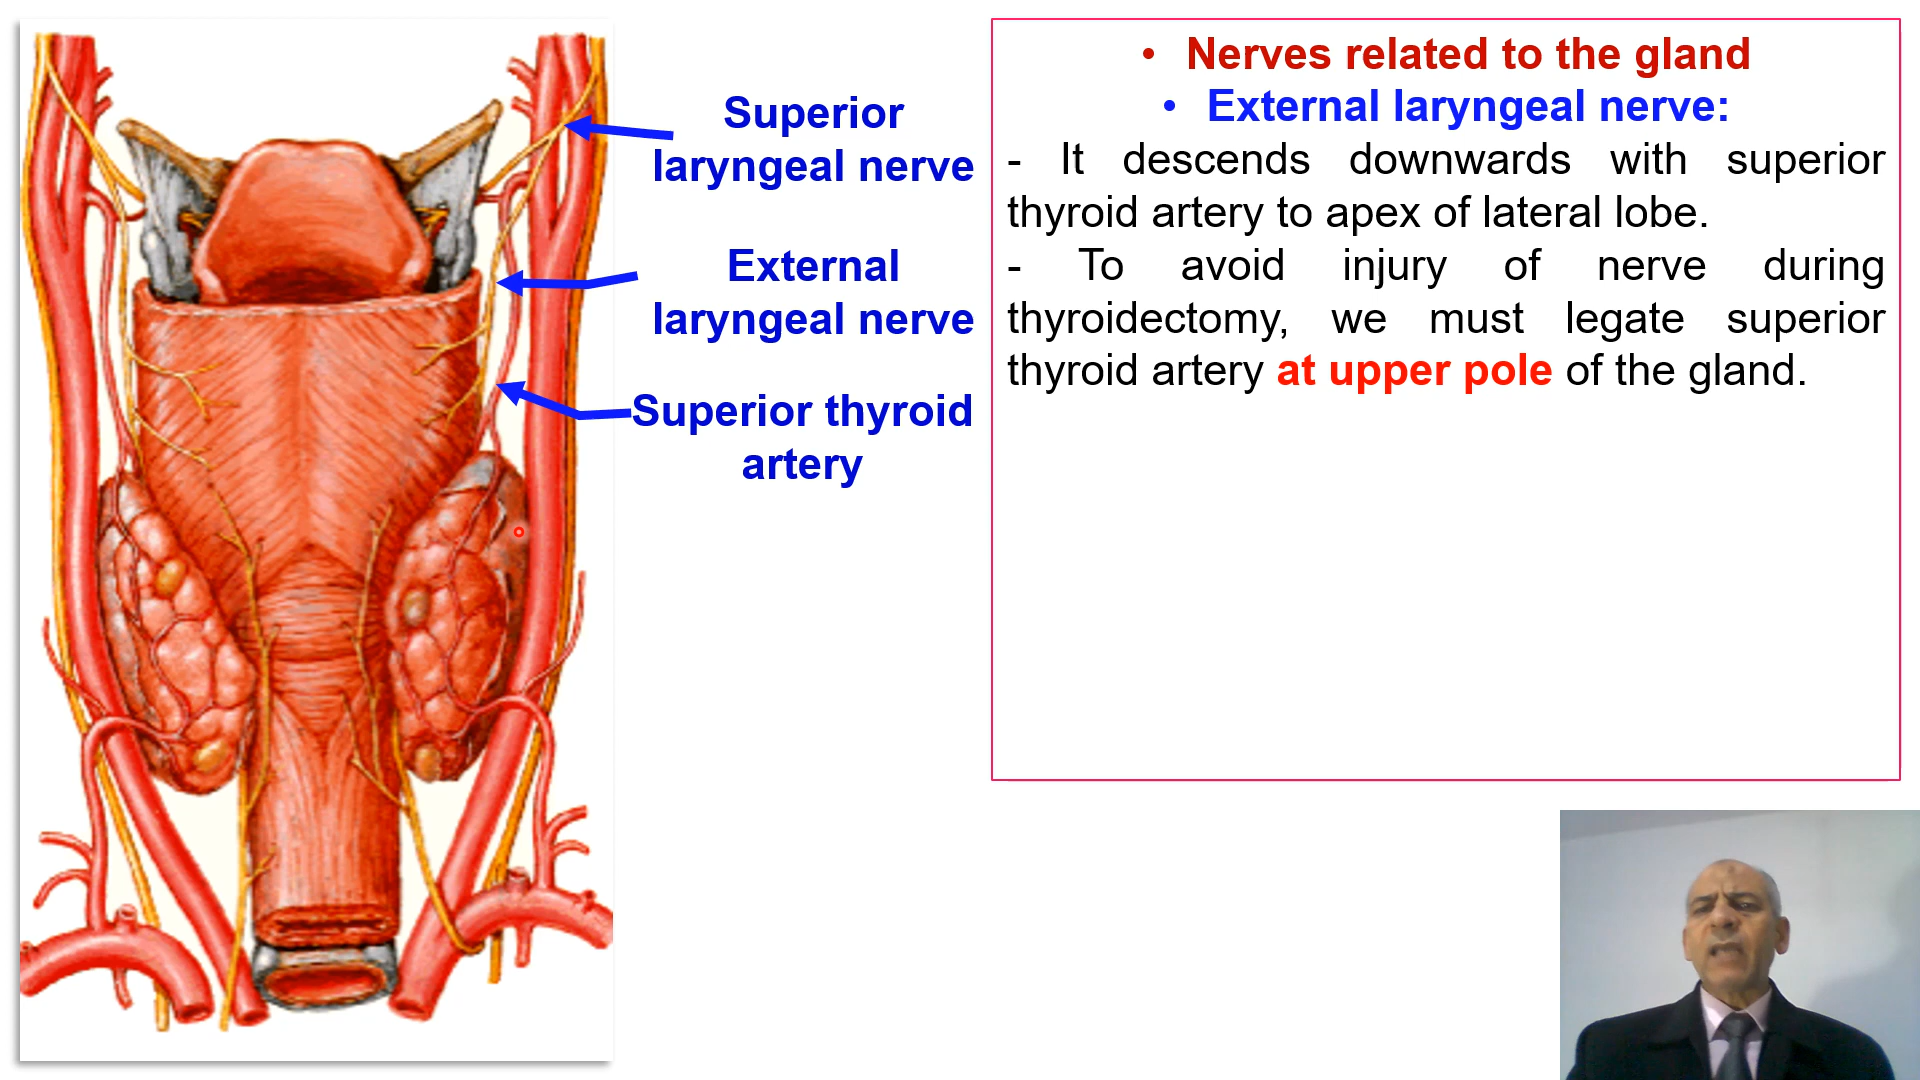 Superior
laryngeal nerve
External
laryngeal nerve
Superior thyroid
artery
• Nerves related to the gland
• External laryngeal nerve:
- It descends downwards with superior
thyroid artery to apex of lateral lobe.
- To avoid injury of nerve during
thyroidectomy, we must legate superior
thyroid artery at upper pole of the gland.